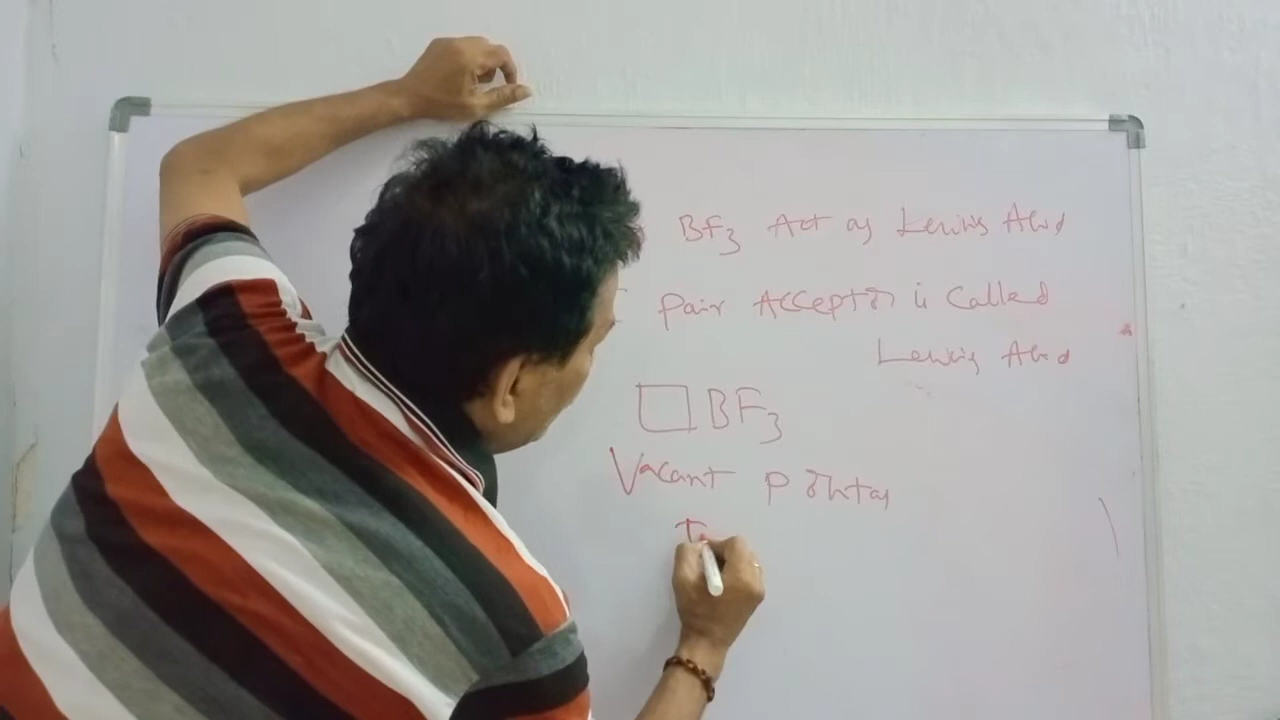 BF3 Act as Lewis Acid
pair Acceptor is called
Lewis Acid
BF3
Vacant p orbital